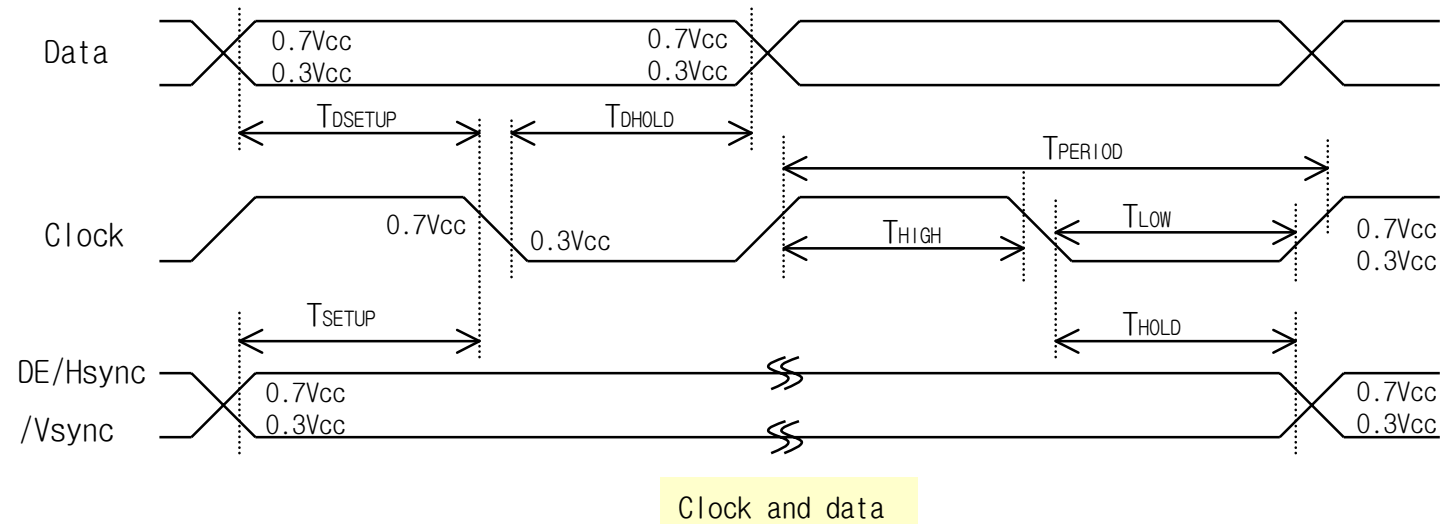 Data
0.7Vcc
0.3Vcc
0.7Vcc
0.3Vcc
TDSETUP
TDHOLD
TPERIOD
Clock
0.7Vcc
0.3Vcc
THIGH
TLOW
0.7Vcc
0.3Vcc
TSETUP
THOLD
DE/Hsync
/Vsync
0.7Vcc
0.3Vcc
0.7Vcc
0.3Vcc
Clock and data